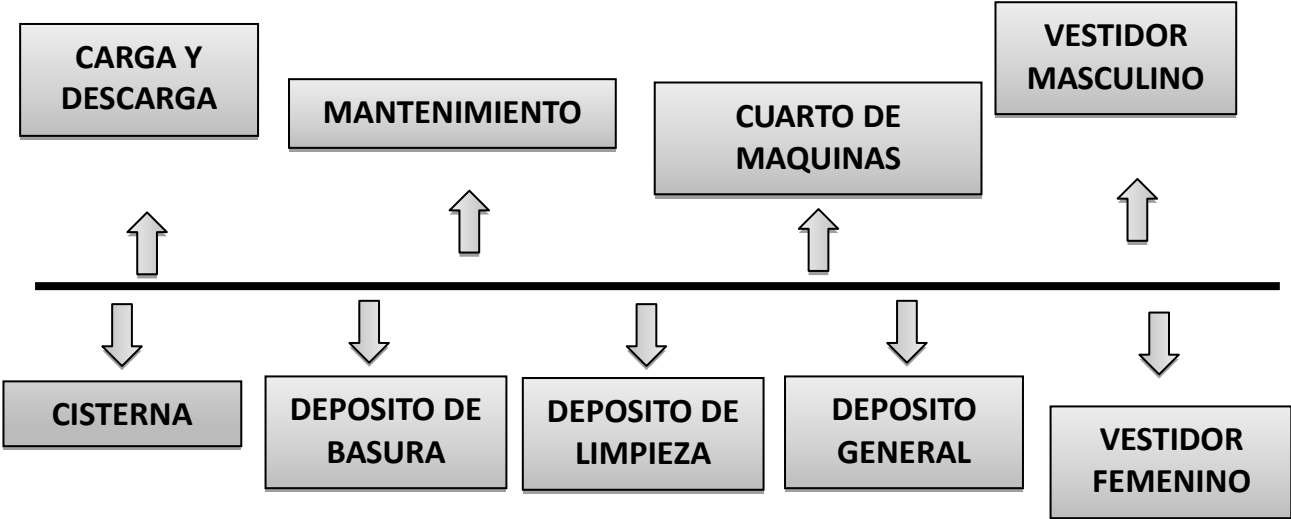 CARGA Y
DESCARGA
MANTENIMIENTO
CUARTO DE
MAQUINAS
VESTIDOR
MASCULINO
CISTERNA
DEPOSITO DE
BASURA
DEPOSITO DE
LIMPIEZA
DEPOSITO
GENERAL
VESTIDOR
FEMENINO